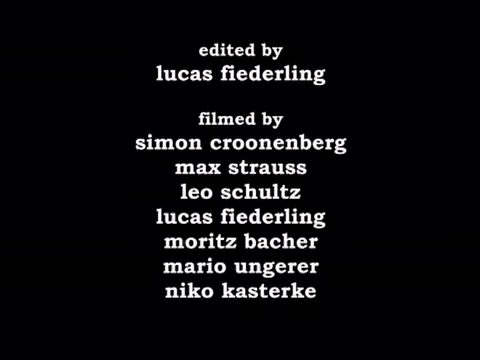 edited by
lucas fiederling
filmed by
simon croonenberg
max strauss
leo schultz
lucas fiederling
moritz bacher
mario ungerer
niko kasterke